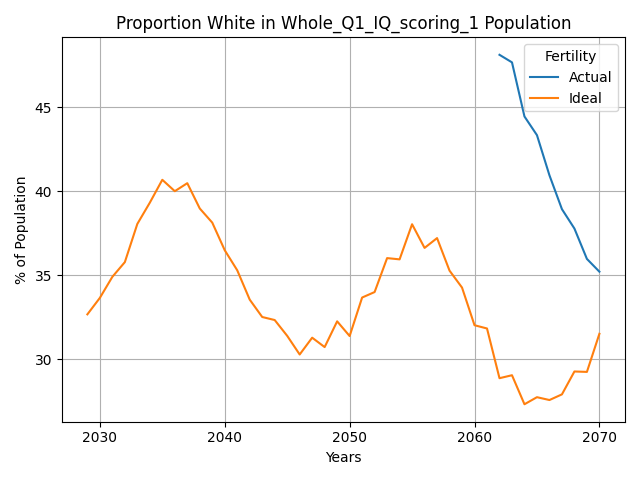 Proportion White in Whole_Q1_IQ_scoring_1 Population
Fertility
Actual
Ideal
% of Population
45
40
35
30
2030
2040
2050
2060
2070
Years